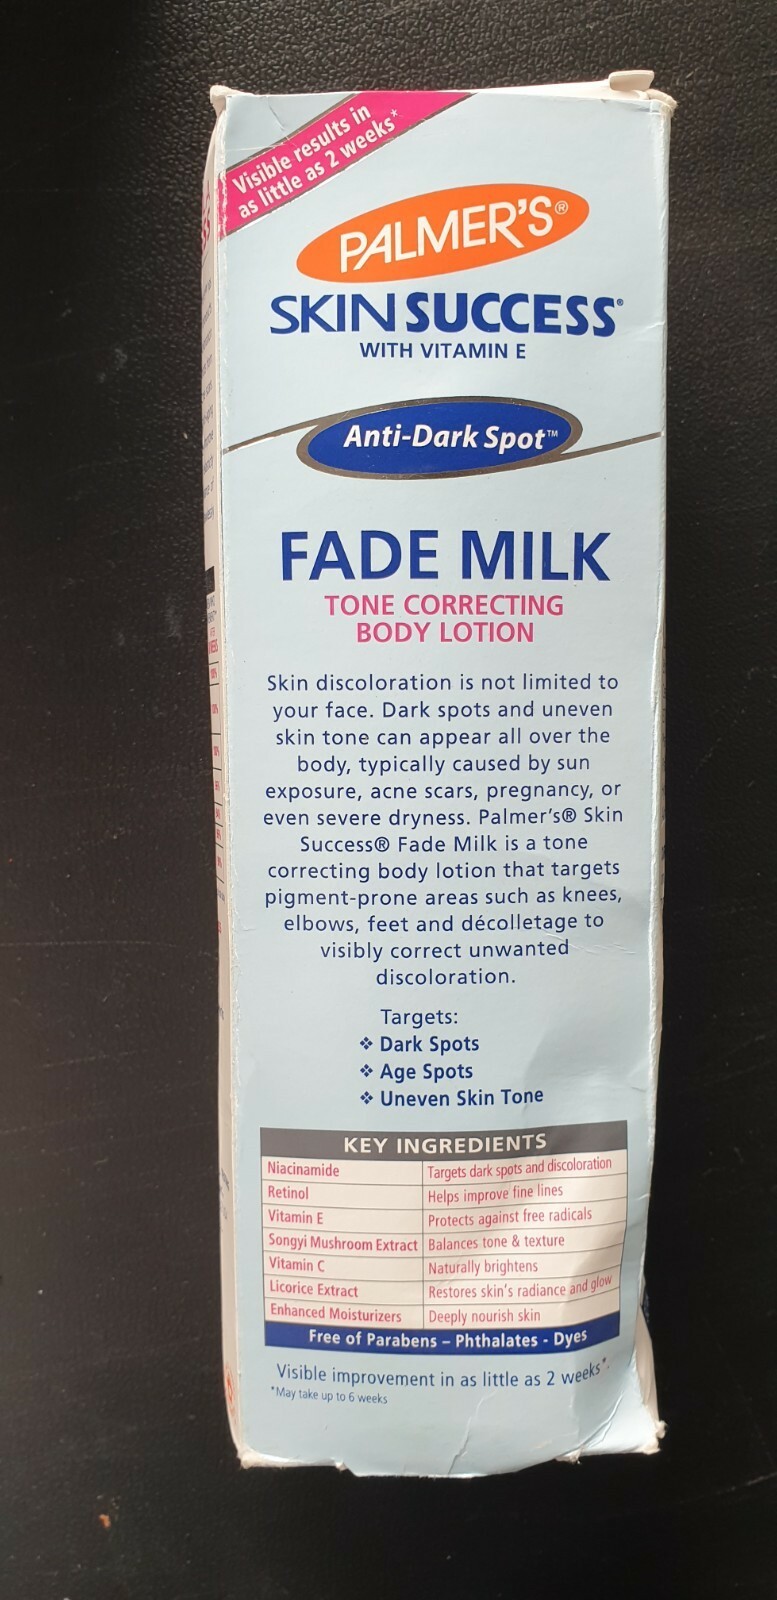 Visible results in
as little as 2 weeks*
PALMER'S®
SKIN SUCCESS®
WITH VITAMIN E
Anti-Dark Spot™
FADE MILK
TONE CORRECTING
BODY LOTION
Skin discoloration is not limited to
your face. Dark spots and uneven
skin tone can appear all over the
body, typically caused by sun
exposure, acne scars, pregnancy, or
even severe dryness. Palmer's® Skin
Success® Fade Milk is a tone
correcting body lotion that targets
pigment-prone areas such as knees,
elbows, feet and décolletage to
visibly correct unwanted
discoloration.
Targets:
❖ Dark Spots
❖ Age Spots
❖ Uneven Skin Tone
KEY INGREDIENTS
Niacinamide Targets dark spots and discoloration
Retinol Helps improve fine lines
Vitamin E Protects against free radicals
Songyi Mushroom Extract Balances tone & texture
Vitamin C Naturally brightens
Licorice Extract Restores skin's radiance and glow
Enhanced Moisturizers Deeply nourish skin
Free of Parabens – Phthalates - Dyes
Visible improvement in as little as 2 weeks*.
*May take up to 6 weeks